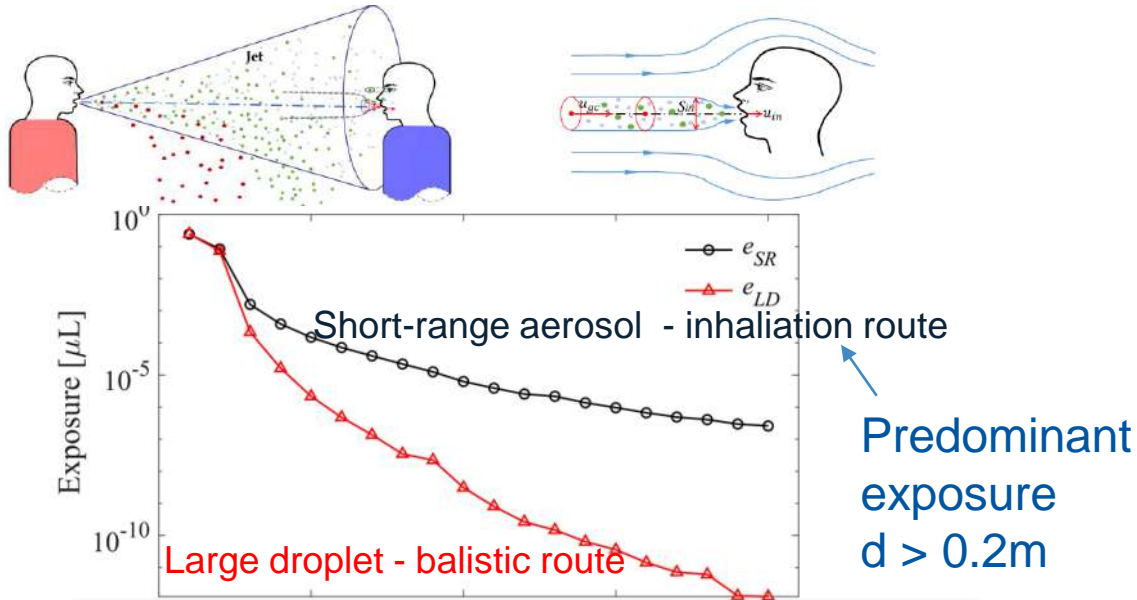 Jet
u_ac
S_in
u_in
10^0
e_SR
e_LD
Short-range aerosol - inhaliation route
Exposure [μL]
10^-5
Predominant
exposure
d > 0.2m
10^-10
Large droplet - balistic route